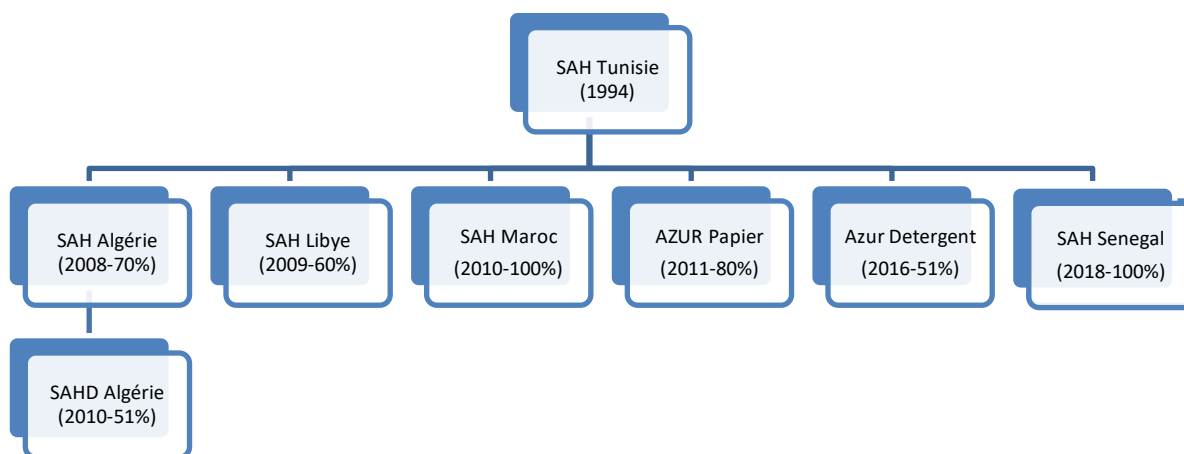 SAH Tunisie
(1994)
SAH Algérie
(2008-70%)
SAH Libye
(2009-60%)
SAH Maroc
(2010-100%)
AZUR Papier
(2011-80%)
Azur Detergent
(2016-51%)
SAH Senegal
(2018-100%)
SAHD Algérie
(2010-51%)